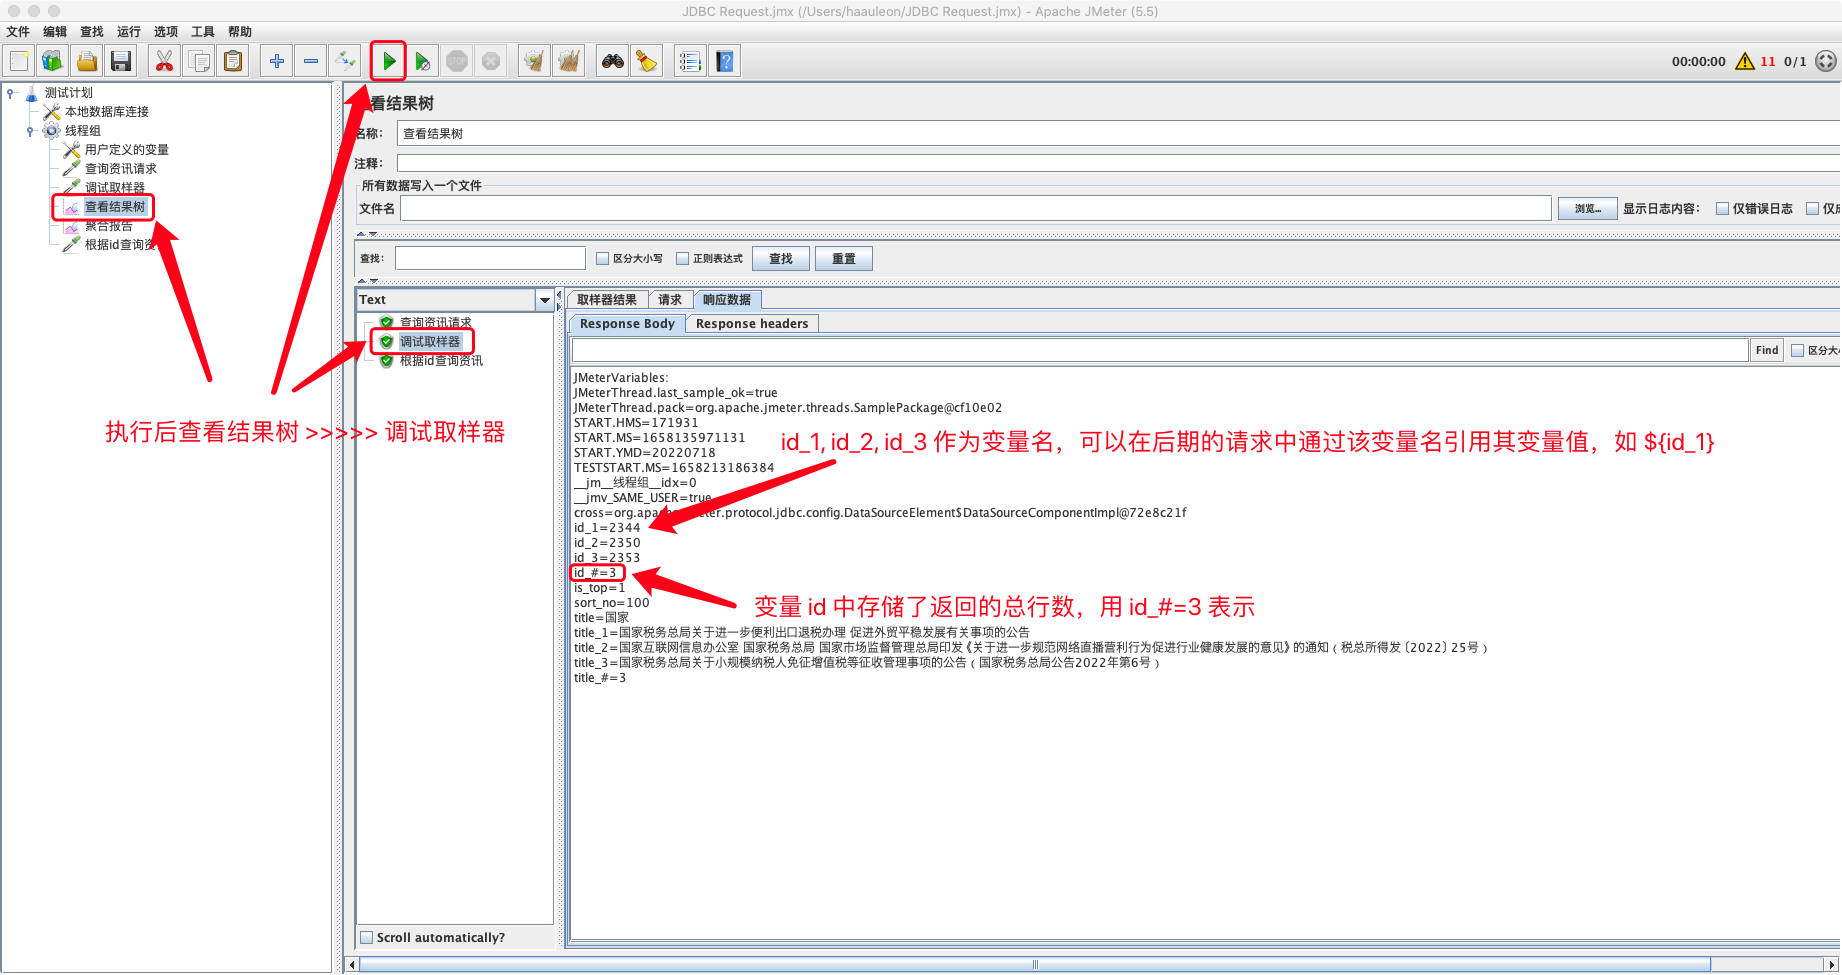 JDBC Request.jmx (/Users/haauleon/JDBC Request.jmx) - Apache JMeter (5.5)
文件 编辑 查找 运行 选项 工具 帮助
STOP
00:00:00 11 0/1
测试计划
本地数据库连接
线程组
用户定义的变量
查询资讯请求
调试取样器
查看结果树
聚合报告
根据id查询资
看结果树
名称： 查看结果树
注释：
所有数据写入一个文件
文件名 浏览... 显示日志内容： 仅错误日志
查找： 区分大小写 正则表达式 查找 重置
Text
查询资讯请求
调试取样器
根据id查询资讯
Scroll automatically?
取样器结果 请求 响应数据
Response Body Response headers
Find 区分大
JMeterVariables:
JMeterThread.last_sample_ok=true
JMeterThread.pack=org.apache.jmeter.threads.SamplePackage@cf10e02
START.HMS=171931
START.MS=1658135971131
START.YMD=20220718
TESTSTART.MS=1658213186384
__jm__线程组__idx=0
__jmv_SAME_USER=true
cross=org.apac ter.protocol.jdbc.config.DataSourceElement$DataSourceComponentImpl@72e8c21f
id_1=2344
id_2=2350
id_3=2353
id_#=3
is_top=1
sort_no=100
title=国家
title_1=国家税务总局关于进一步便利出口退税办理 促进外贸平稳发展有关事项的公告
title_2=国家互联网信息办公室 国家税务总局 国家市场监督管理总局印发《关于进一步规范网络直播营利行为促进行业健康发展的意见》的通知（税总所得发〔2022〕25号）
title_3=国家税务总局关于小规模纳税人免征增值税等征收管理事项的公告（国家税务总局公告2022年第6号）
title_#=3
执行后查看结果树 >>>>> 调试取样器
id_1, id_2, id_3 作为变量名，可以在后期的请求中通过该变量名引用其变量值，如 ${id_1}
变量 id 中存储了返回的总行数，用 id_#=3 表示